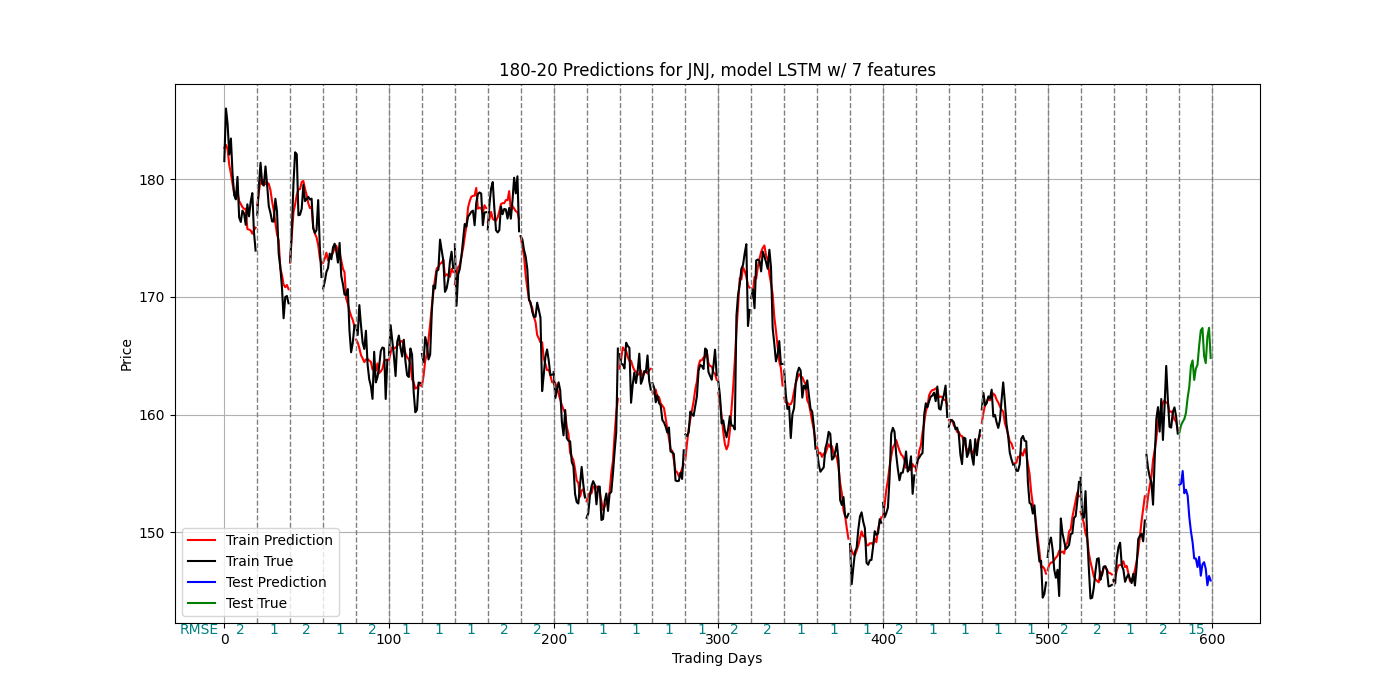 180-20 Predictions for JNJ, model LSTM w/ 7 features
Price
180
170
160
150
Train Prediction
Train True
Test Prediction
Test True
RMSE 2 1 2 1 2 1 1 1 2 2 1 1 1 1 1 2 2 1 1 1 2 1 1 1 1 2 2 1 2 15
0 100 200 300 400 500 600
Trading Days